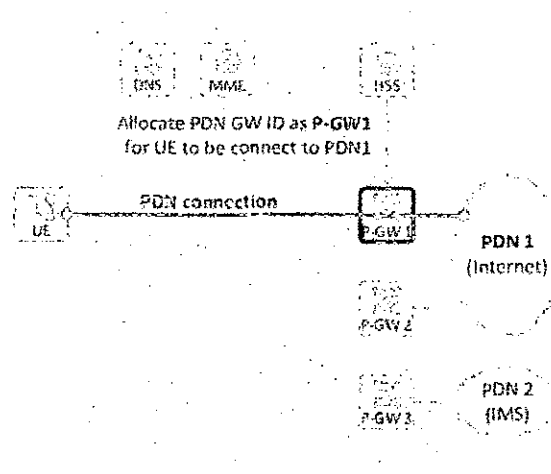 DNS MME HSS
Allocate PDN GW ID as P-GW1
for UE to be connect to PDN1
PDN connection
UE
P-GW 1
PDN 1
(Internet)
P-GW 2
P-GW 3
PDN 2
(IMS)